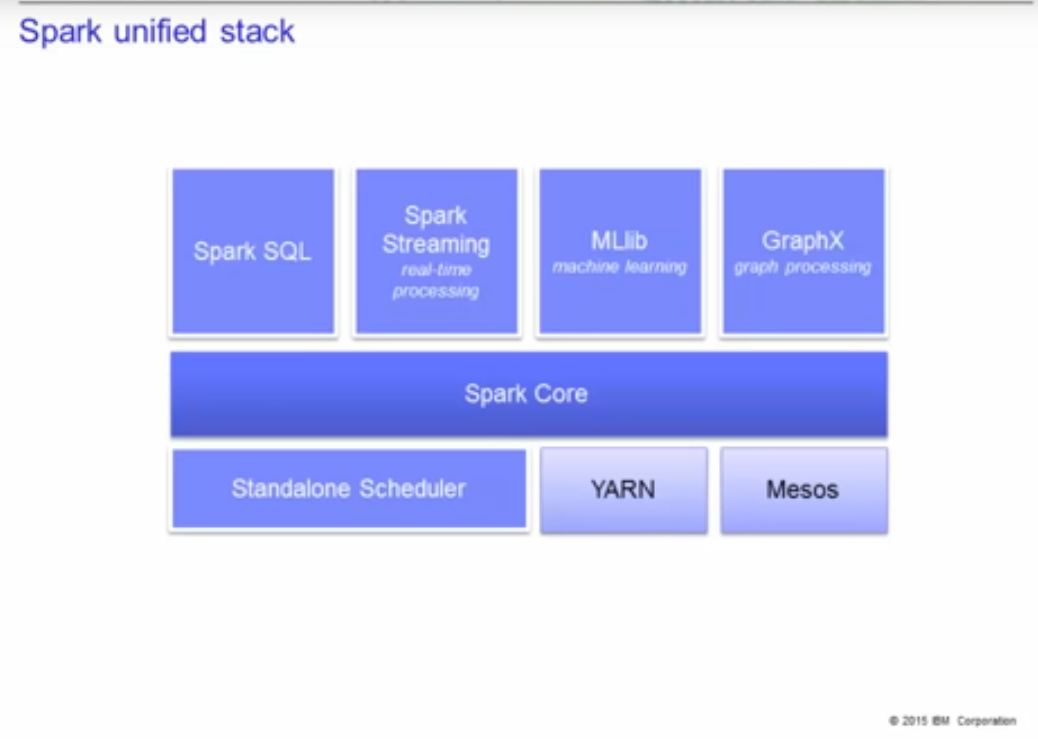 Spark unified stack
Spark SQL
Spark
Streaming
real-time
processing
MLlib
machine learning
GraphX
graph processing
Spark Core
Standalone Scheduler
YARN
Mesos
© 2015 IBM Corporation